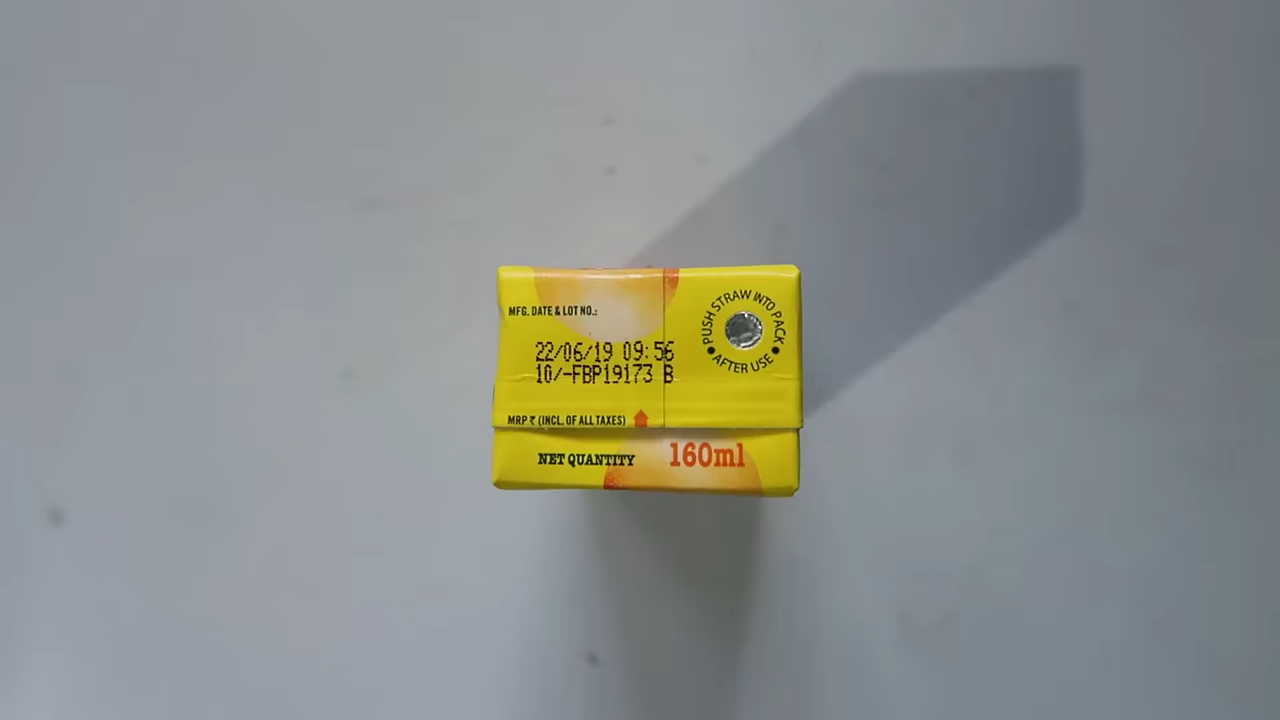 MFG. DATE & LOT NO.:
22/06/19 09:56
10/-FBP19173 B
MRP ₹ (INCL. OF ALL TAXES)
NET QUANTITY 160ml
PUSH STRAW INTO PACK
• AFTER USE •